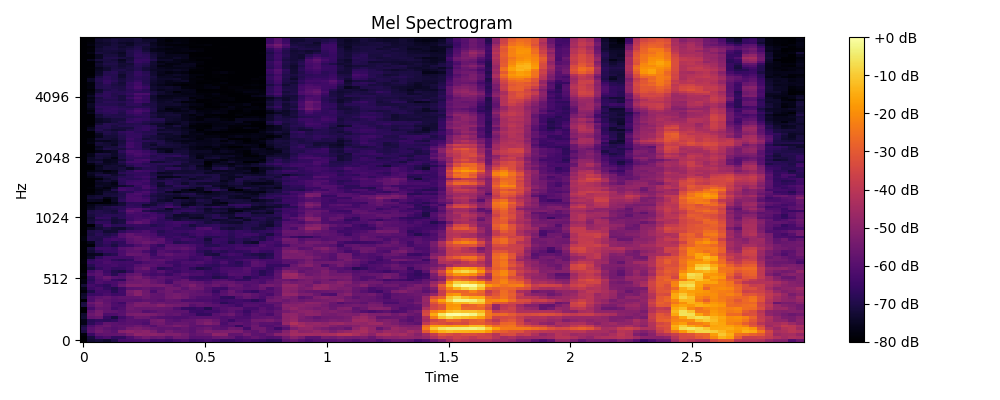 Mel Spectrogram
Hz
4096
2048
1024
512
0
0
0.5
1
1.5
2
2.5
Time
+0 dB
-10 dB
-20 dB
-30 dB
-40 dB
-50 dB
-60 dB
-70 dB
-80 dB